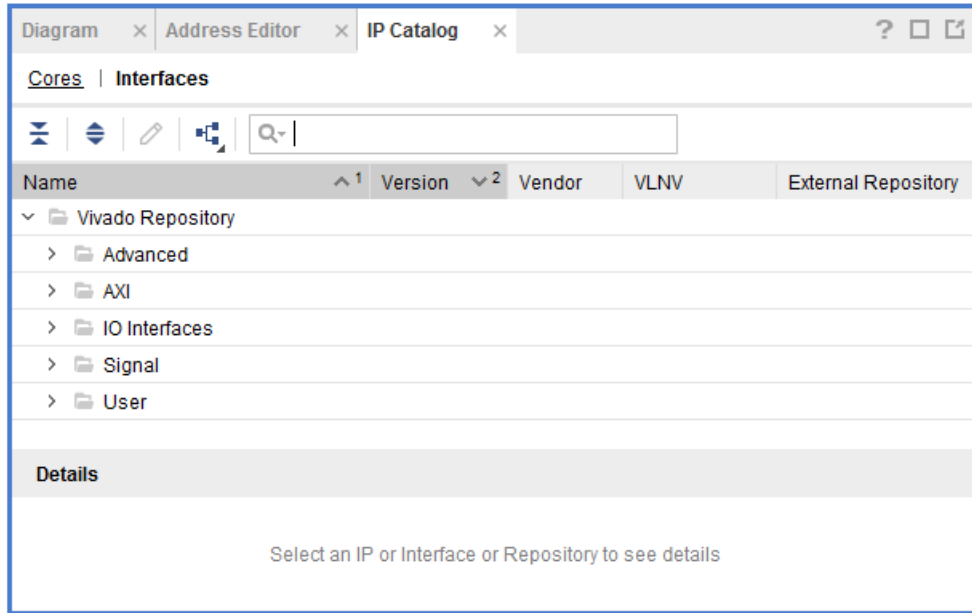 Diagram × Address Editor × IP Catalog × ?
Cores | Interfaces
Name 1 Version 2 Vendor VLNV External Repository
Vivado Repository
Advanced
AXI
IO Interfaces
Signal
User
Details
Select an IP or Interface or Repository to see details